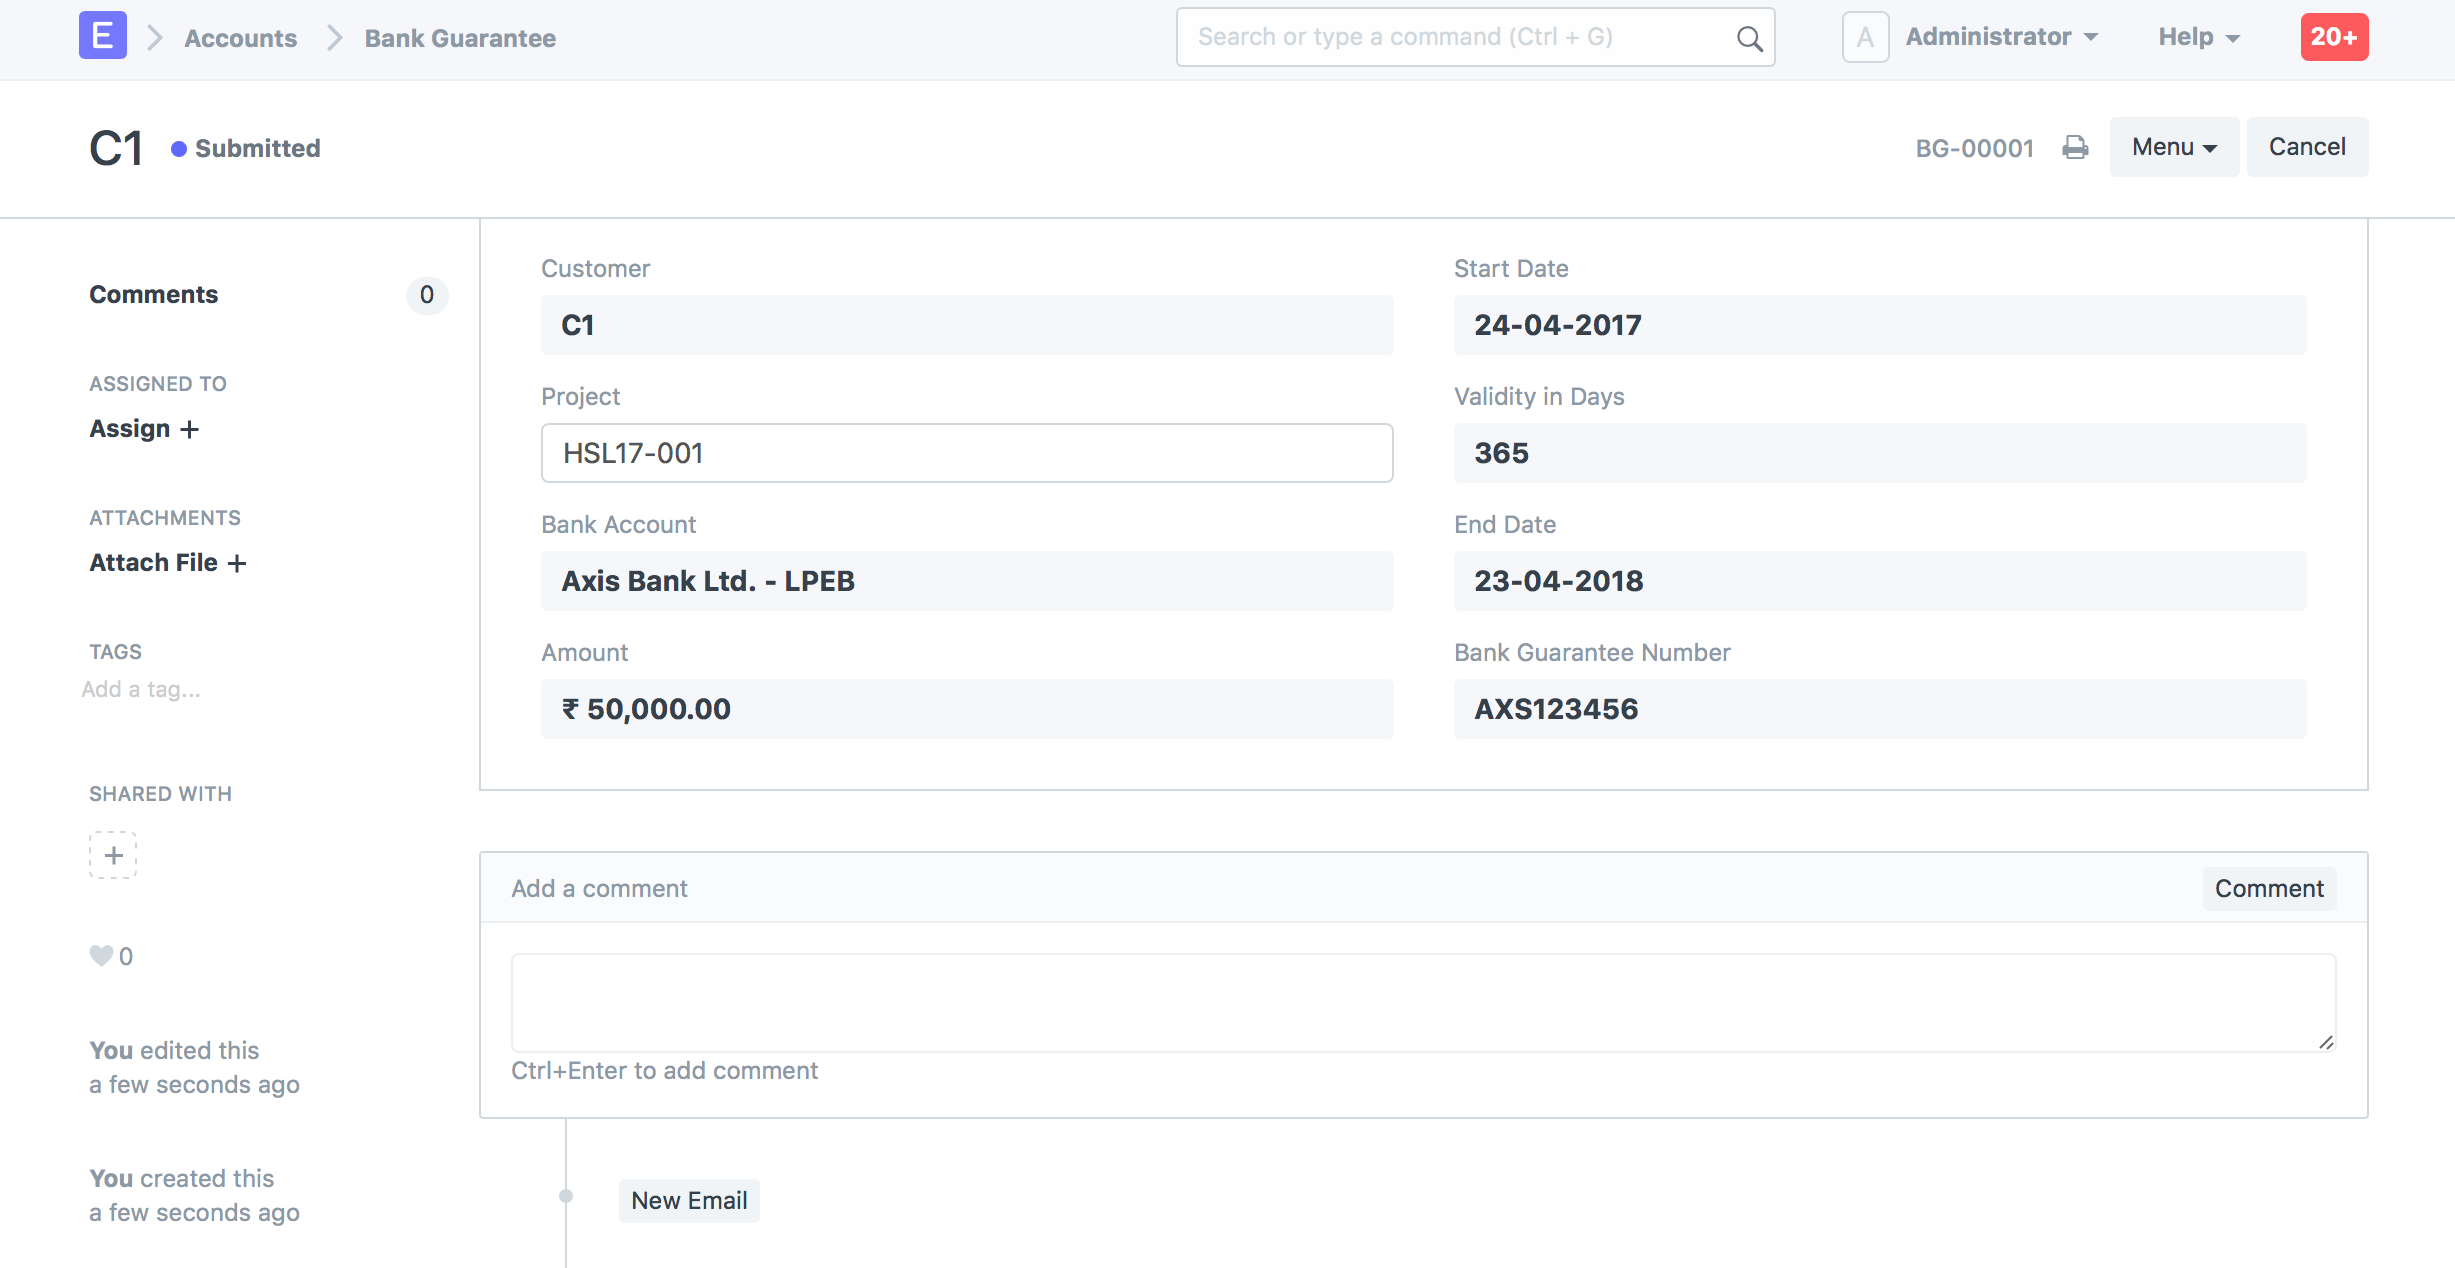 E Accounts Bank Guarantee Search or type a command (Ctrl + G) A Administrator Help 20+
C1 Submitted BG-00001 Menu Cancel
Comments 0
ASSIGNED TO
Assign +
ATTACHMENTS
Attach File +
TAGS
Add a tag...
SHARED WITH
+
0
You edited this
a few seconds ago
You created this
a few seconds ago
Customer
C1
Project
HSL17-001
Bank Account
Axis Bank Ltd. - LPEB
Amount
₹ 50,000.00
Start Date
24-04-2017
Validity in Days
365
End Date
23-04-2018
Bank Guarantee Number
AXS123456
Add a comment Comment
Ctrl+Enter to add comment
New Email